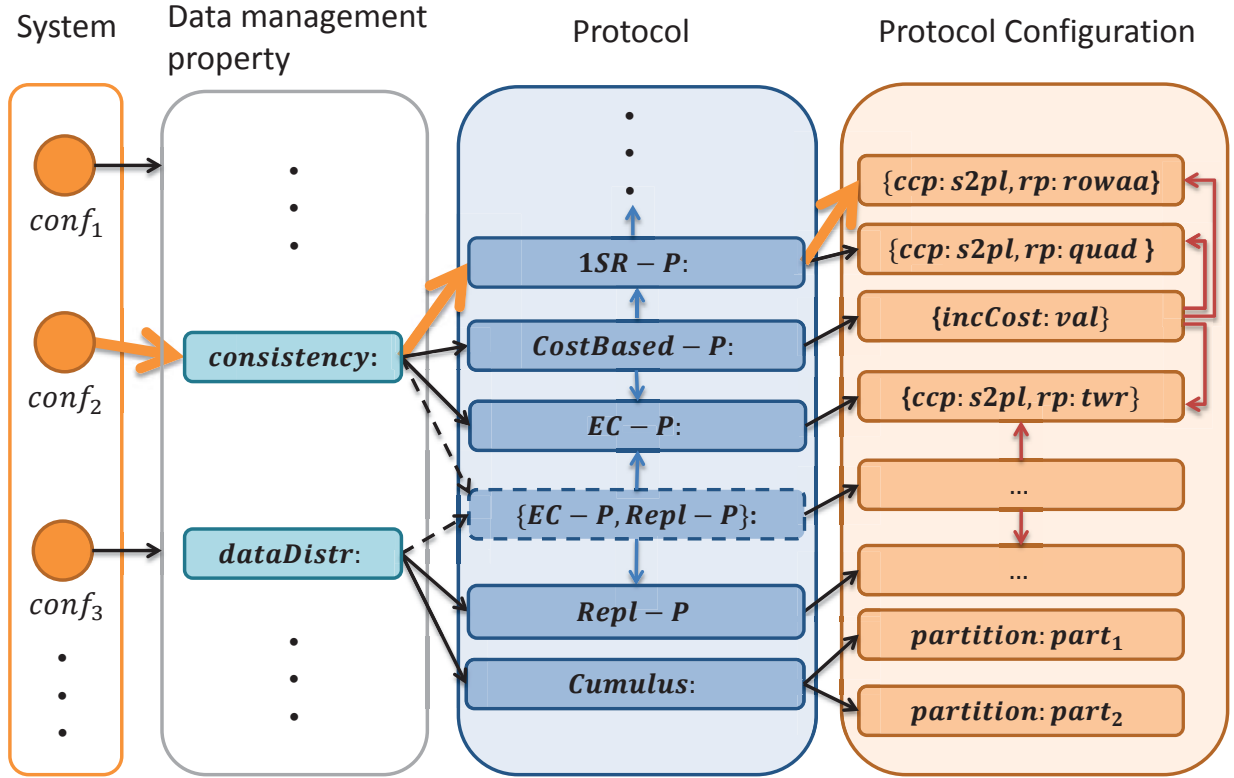 System
Data management
property
Protocol
Protocol Configuration
conf₁
conf₂
conf₃
consistency:
dataDistr:
1SR − P:
CostBased − P:
EC − P:
{EC − P, Repl − P}:
Repl − P
Cumulus:
{ccp: s2pl, rp: rowaa}
{ccp: s2pl, rp: quad }
{incCost: val}
{ccp: s2pl, rp: twr}
...
...
partition: part₁
partition: part₂